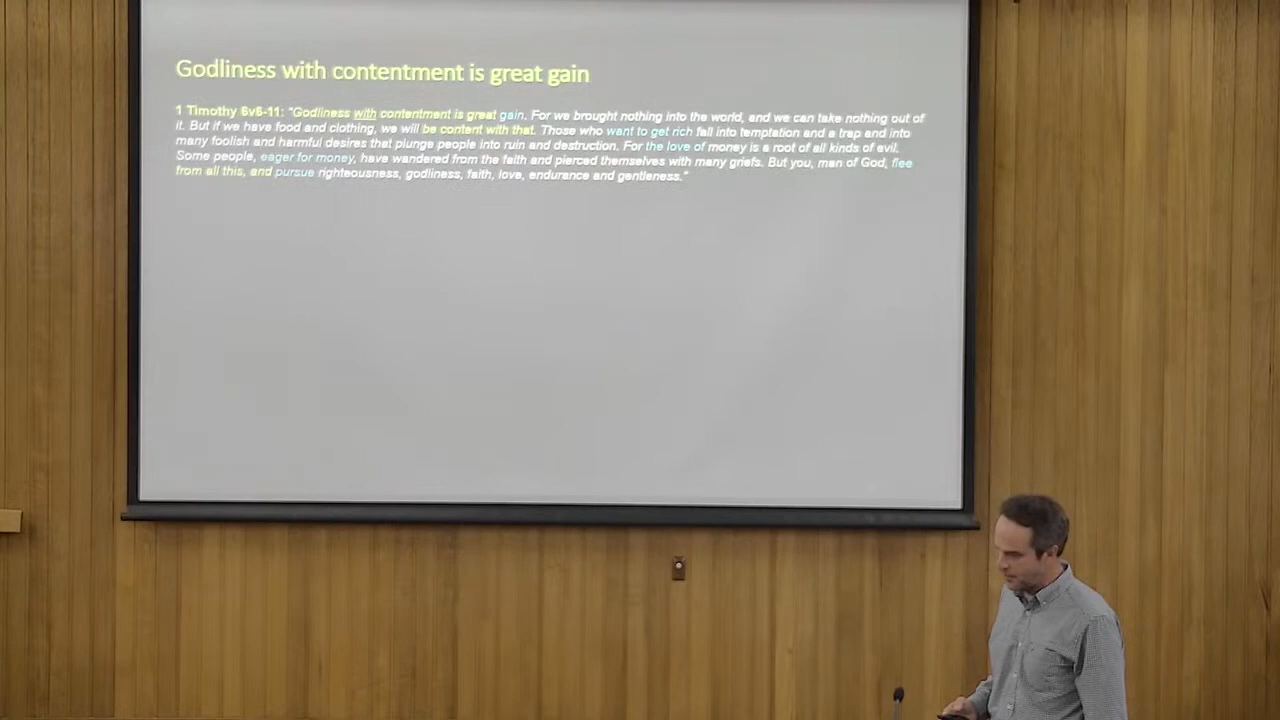 Godliness with contentment is great gain
1 Timothy 6v6-11: "Godliness with contentment is great gain. For we brought nothing into the world, and we can take nothing out of
it. But if we have food and clothing, we will be content with that. Those who want to get rich fall into temptation and a trap and into
many foolish and harmful desires that plunge people into ruin and destruction. For the love of money is a root of all kinds of evil.
Some people, eager for money, have wandered from the faith and pierced themselves with many griefs. But you, man of God, flee
from all this, and pursue righteousness, godliness, faith, love, endurance and gentleness."